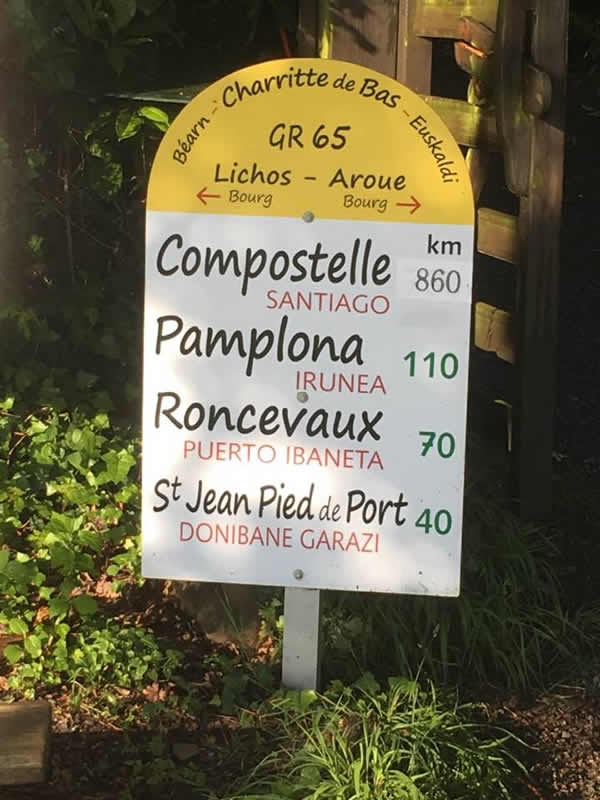 Béarn - Charritte de Bas - Euskaldi
GR 65
Lichos - Aroue
← Bourg Bourg →
km
Compostelle 860
SANTIAGO
Pamplona 110
IRUNEA
Roncevaux 70
PUERTO IBANETA
St Jean Pied de Port 40
DONIBANE GARAZI